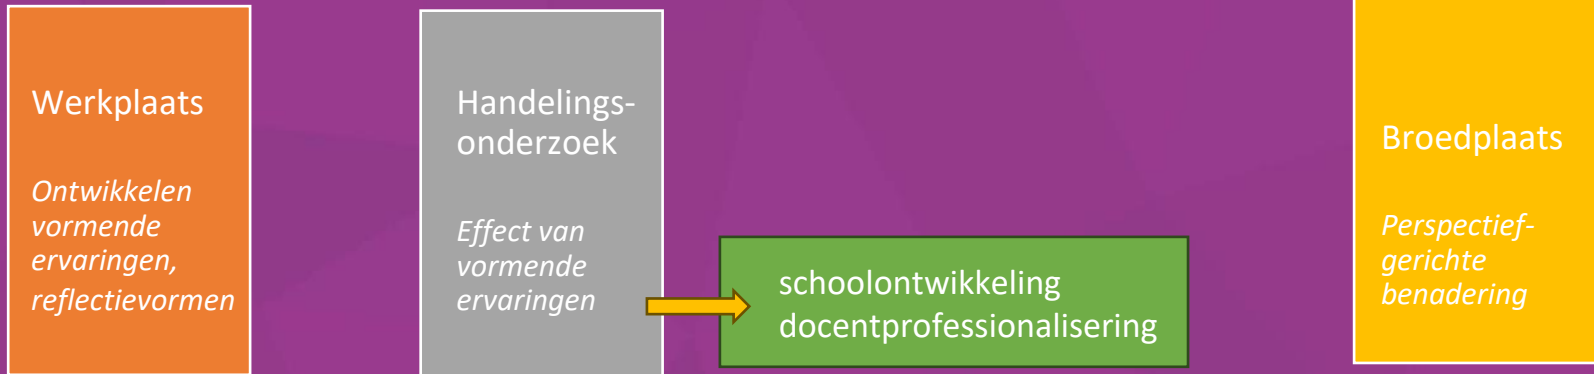 Werkplaats
Ontwikkelen
vormende
ervaringen,
reflectievormen
Handelings-
onderzoek
Effect van
vormende
ervaringen
schoolontwikkeling
docentprofessionalisering
Broedplaats
Perspectief-
gerichte
benadering